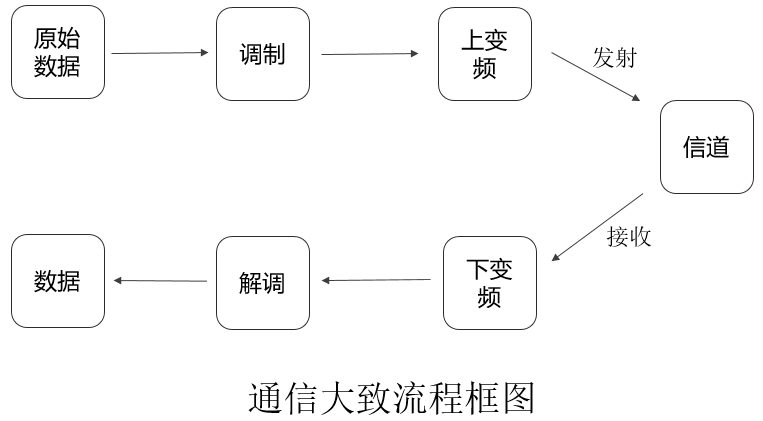 原始
数据
调制
上变
频
发射
信道
接收
下变
频
解调
数据
通信大致流程框图